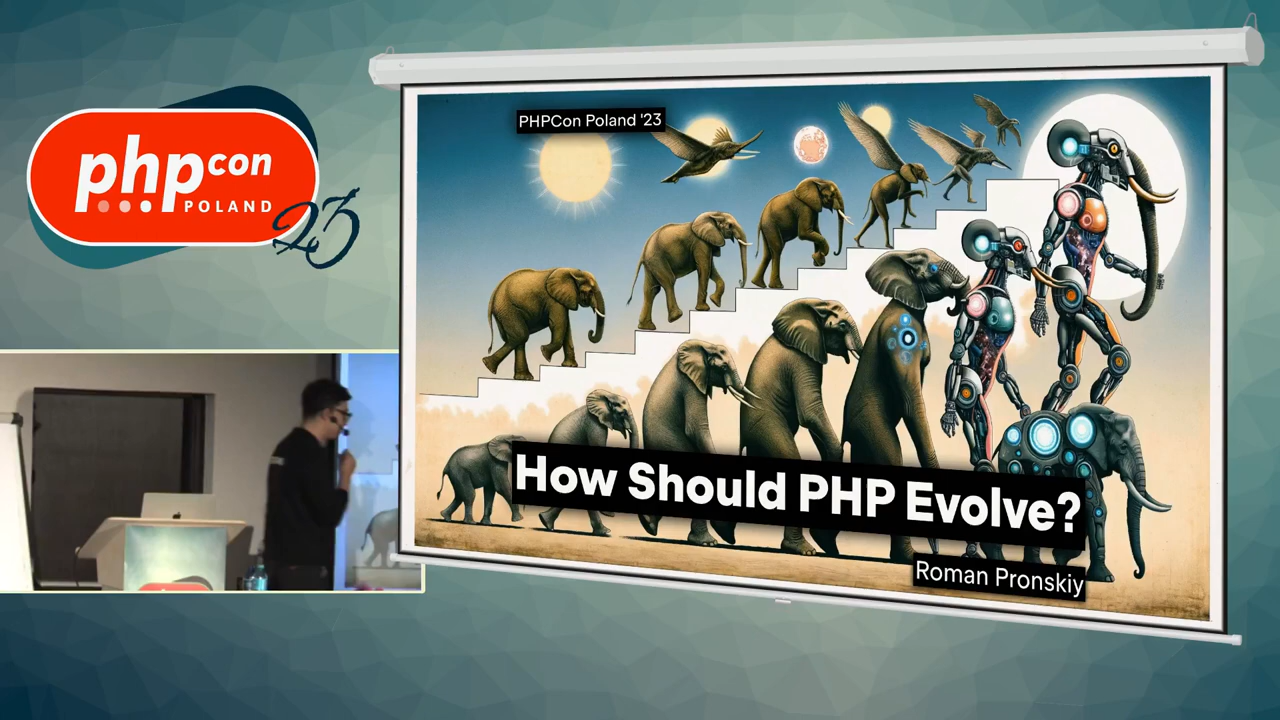 php con
POLAND
23
PHPCon Poland '23
How Should PHP Evolve?
Roman Pronskiy